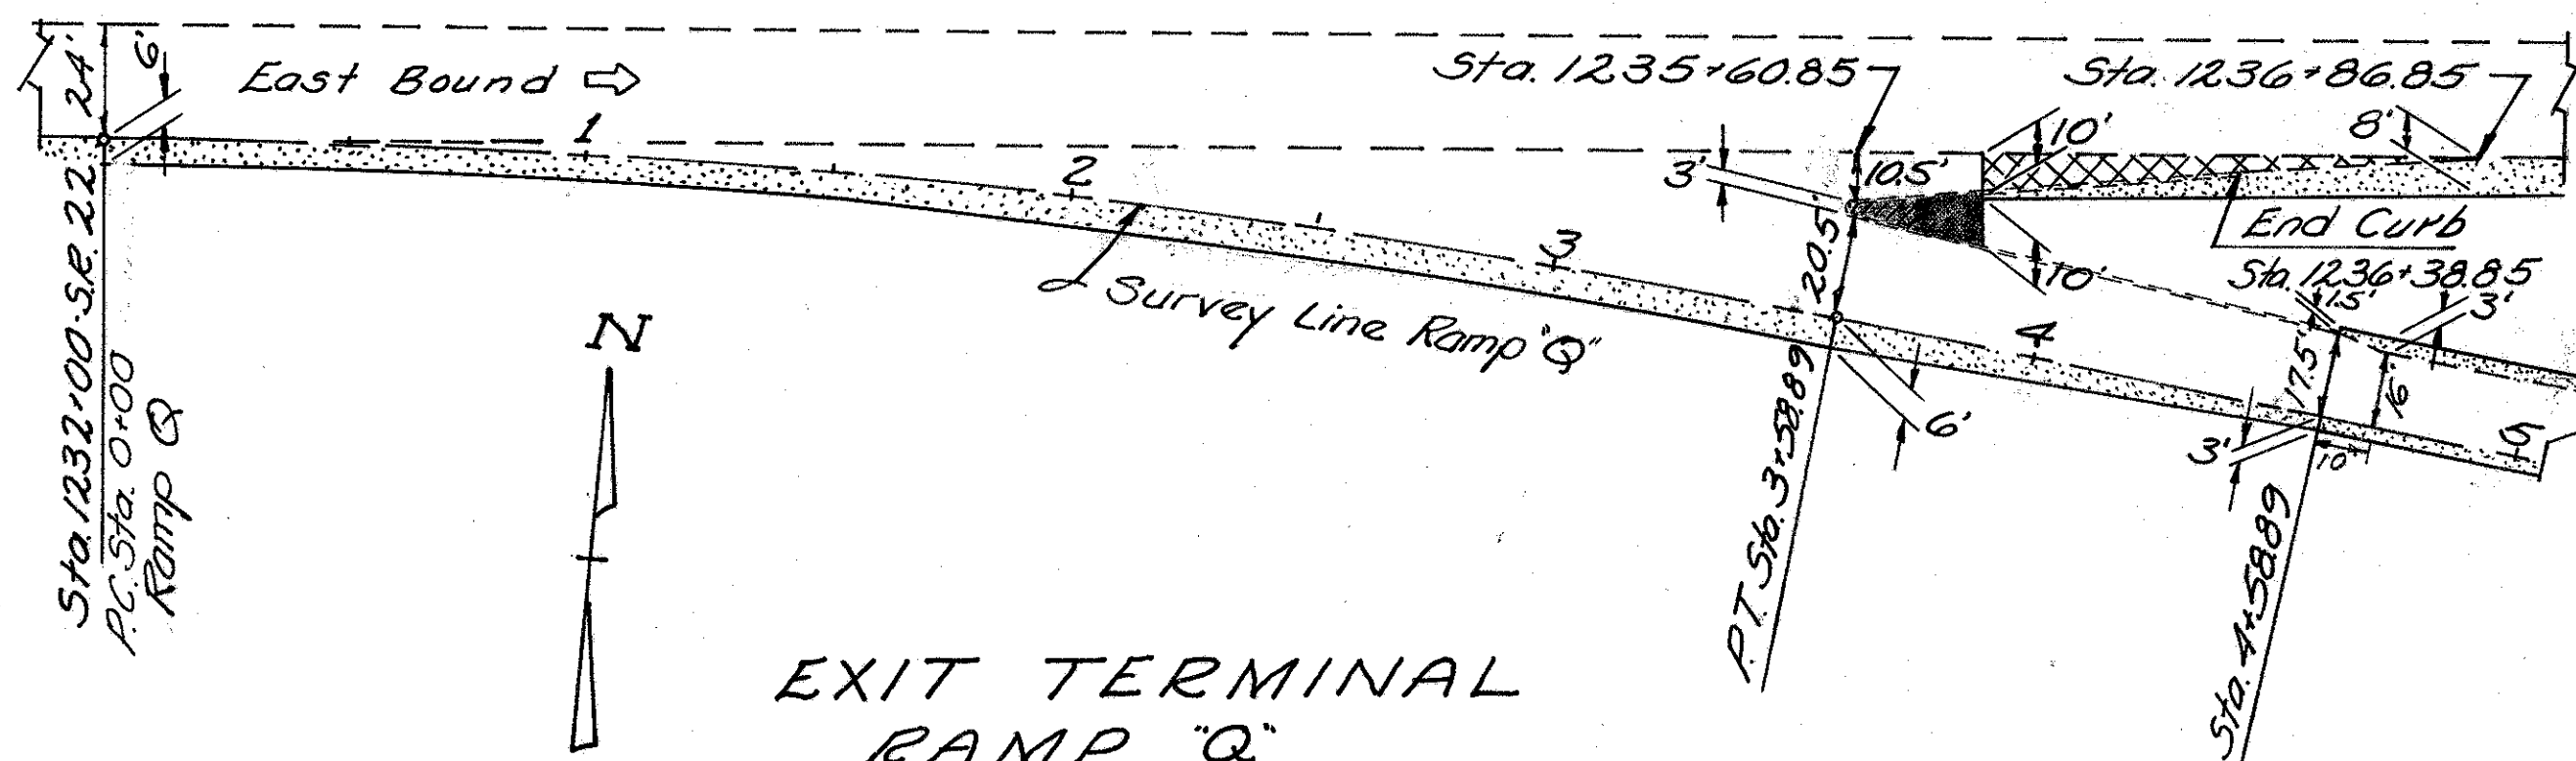 24'
6'
East Bound
Sta. 1235+60.85
Sta. 1236+86.85
1
2
3
4
5
3'
10.5'
10'
8'
20.5'
10'
End Curb
Sta. 1236+38.85
1.5'
3'
17.5'
16'
3'
10'
6'
Survey Line Ramp "Q"
N
Sta. 1232+00-S.R. 22
P.C. Sta. 0+00
Ramp Q
P.T. Sta. 3+58.89
Sta. 4+58.89
EXIT TERMINAL
RAMP "Q"